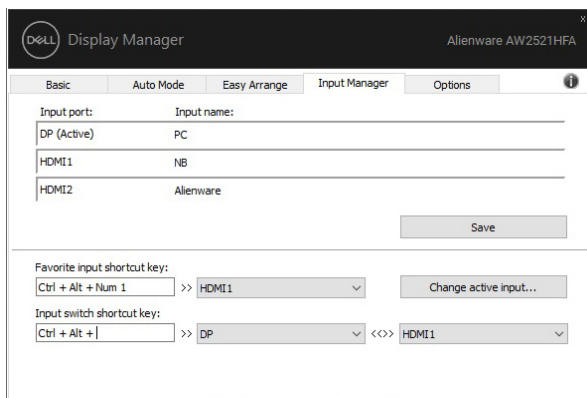 DELL Display Manager Alienware AW2521HFA
x
Basic Auto Mode Easy Arrange Input Manager Options i
Input port: Input name:
DP (Active) PC
HDMI1 NB
HDMI2 Alienware
Save
Favorite input shortcut key:
Ctrl + Alt + Num 1 >> HDMI1 Change active input...
Input switch shortcut key:
Ctrl + Alt + >> DP <<>> HDMI1